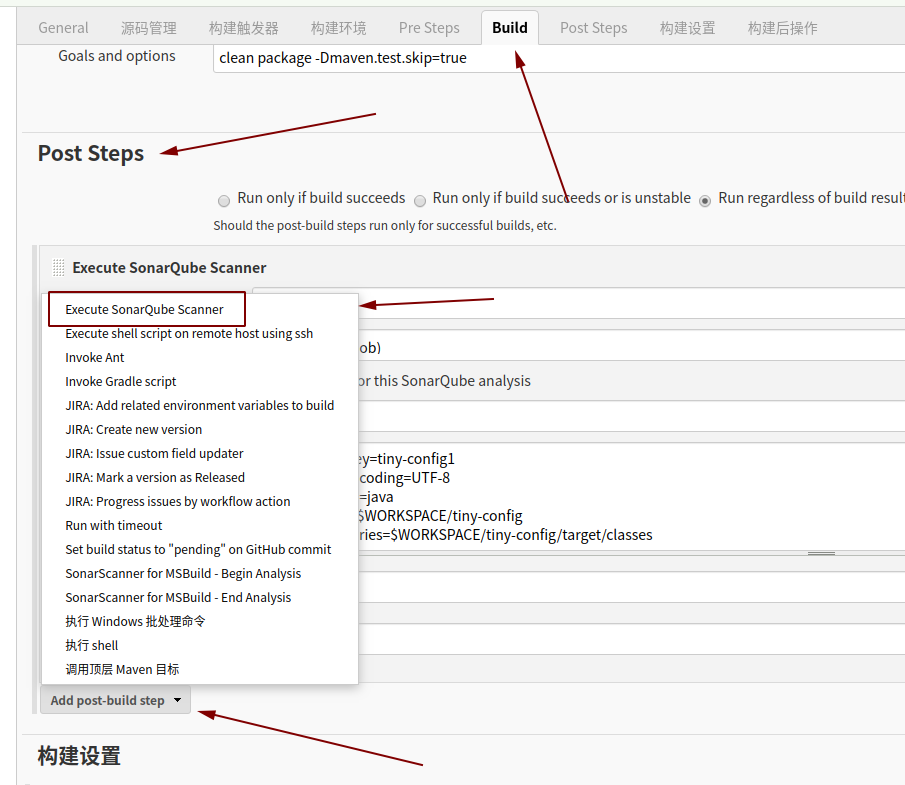 General 源码管理 构建触发器 构建环境 Pre Steps Build Post Steps 构建设置 构建后操作
Goals and options clean package -Dmaven.test.skip=true
Post Steps
Run only if build succeeds Run only if build succeeds or is unstable Run regardless of build result
Should the post-build steps run only for successful builds, etc.
Execute SonarQube Scanner
Execute SonarQube Scanner
Execute shell script on remote host using ssh
ob)
Invoke Ant
Invoke Gradle script
or this SonarQube analysis
JIRA: Add related environment variables to build
JIRA: Create new version
JIRA: Issue custom field updater
JIRA: Mark a version as Released
JIRA: Progress issues by workflow action
Run with timeout
Set build status to "pending" on GitHub commit
SonarScanner for MSBuild - Begin Analysis
SonarScanner for MSBuild - End Analysis
执行 Windows 批处理命令
执行 shell
调用顶层 Maven 目标
ey=tiny-config1
coding=UTF-8
=java
$WORKSPACE/tiny-config
ries=$WORKSPACE/tiny-config/target/classes
Add post-build step
构建设置